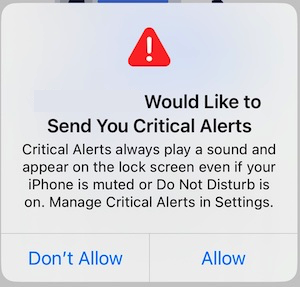 Would Like to
Send You Critical Alerts
Critical Alerts always play a sound and
appear on the lock screen even if your
iPhone is muted or Do Not Disturb is
on. Manage Critical Alerts in Settings.
Don’t Allow
Allow